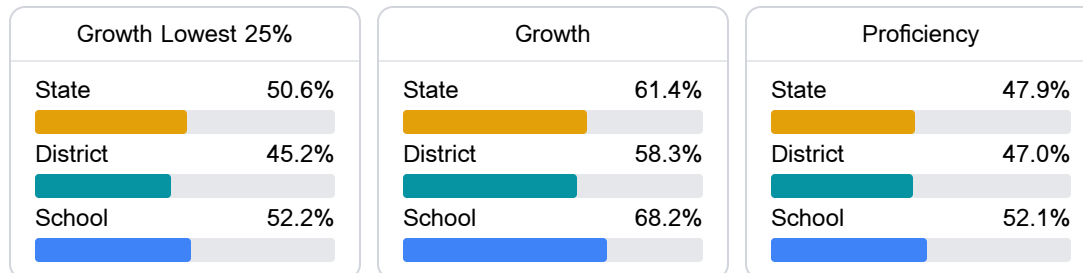 Growth Lowest 25%
State 50.6%
District 45.2%
School 52.2%
Growth
State 61.4%
District 58.3%
School 68.2%
Proficiency
State 47.9%
District 47.0%
School 52.1%